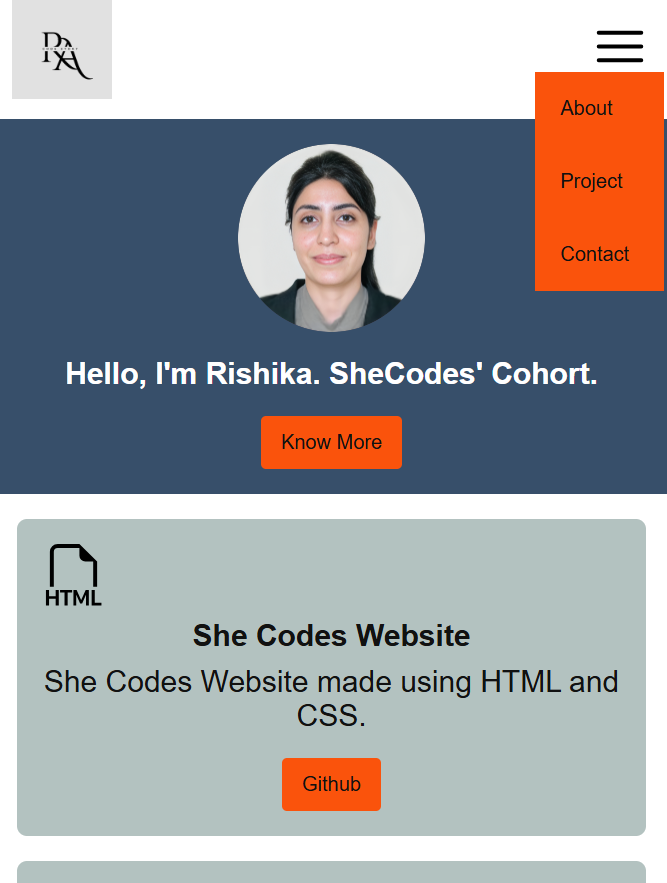 RA
About
Project
Contact
Hello, I'm Rishika. SheCodes' Cohort.
Know More
HTML
She Codes Website
She Codes Website made using HTML and
CSS.
Github